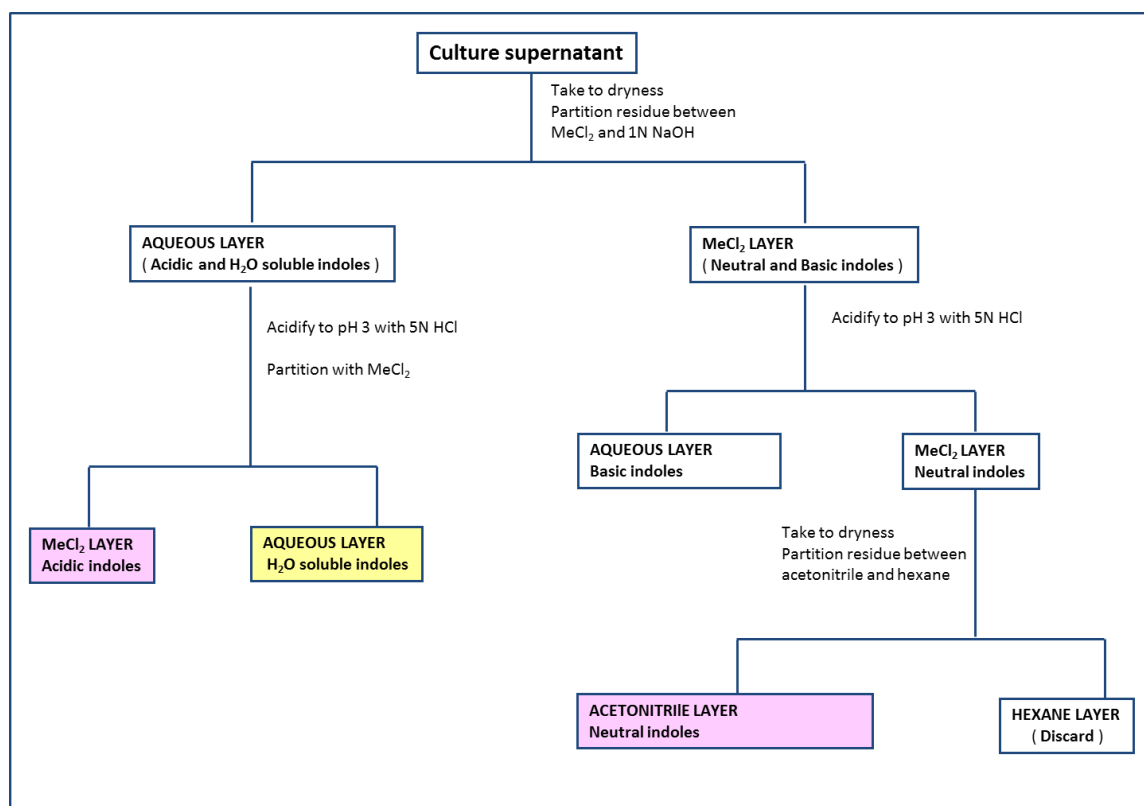 Culture supernatant
Take to dryness
Partition residue between
MeCl₂ and 1N NaOH
AQUEOUS LAYER
( Acidic and H₂O soluble indoles )
MeCl₂ LAYER
( Neutral and Basic indoles )
Acidify to pH 3 with 5N HCl
Partition with MeCl₂
Acidify to pH 3 with 5N HCl
AQUEOUS LAYER
Basic indoles
MeCl₂ LAYER
Neutral indoles
MeCl₂ LAYER
Acidic indoles
AQUEOUS LAYER
H₂O soluble indoles
Take to dryness
Partition residue between
acetonitrile and hexane
ACETONITRIIE LAYER
Neutral indoles
HEXANE LAYER
( Discard )